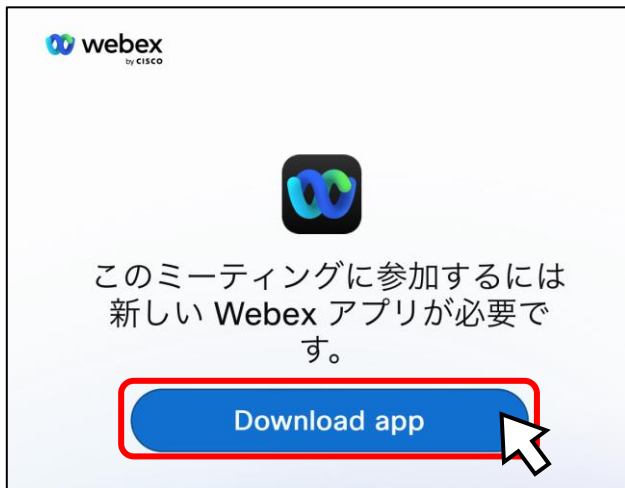 webex
by CISCO
このミーティングに参加するには
新しい Webex アプリが必要で
す。
Download app